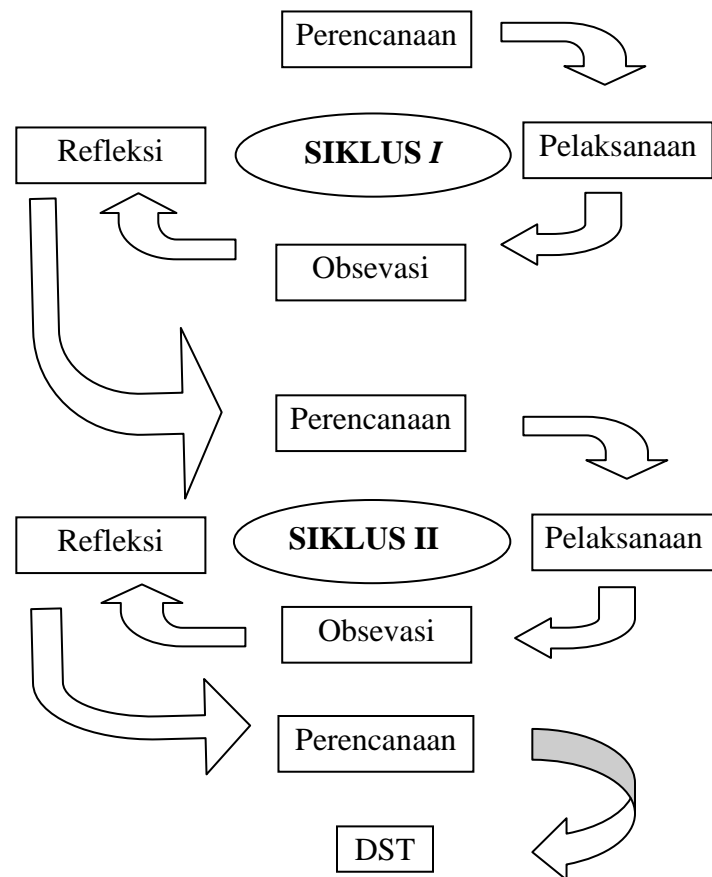 Perencanaan
Refleksi
SIKLUS I
Pelaksanaan
Obsevasi
Perencanaan
Refleksi
SIKLUS II
Pelaksanaan
Obsevasi
Perencanaan
DST